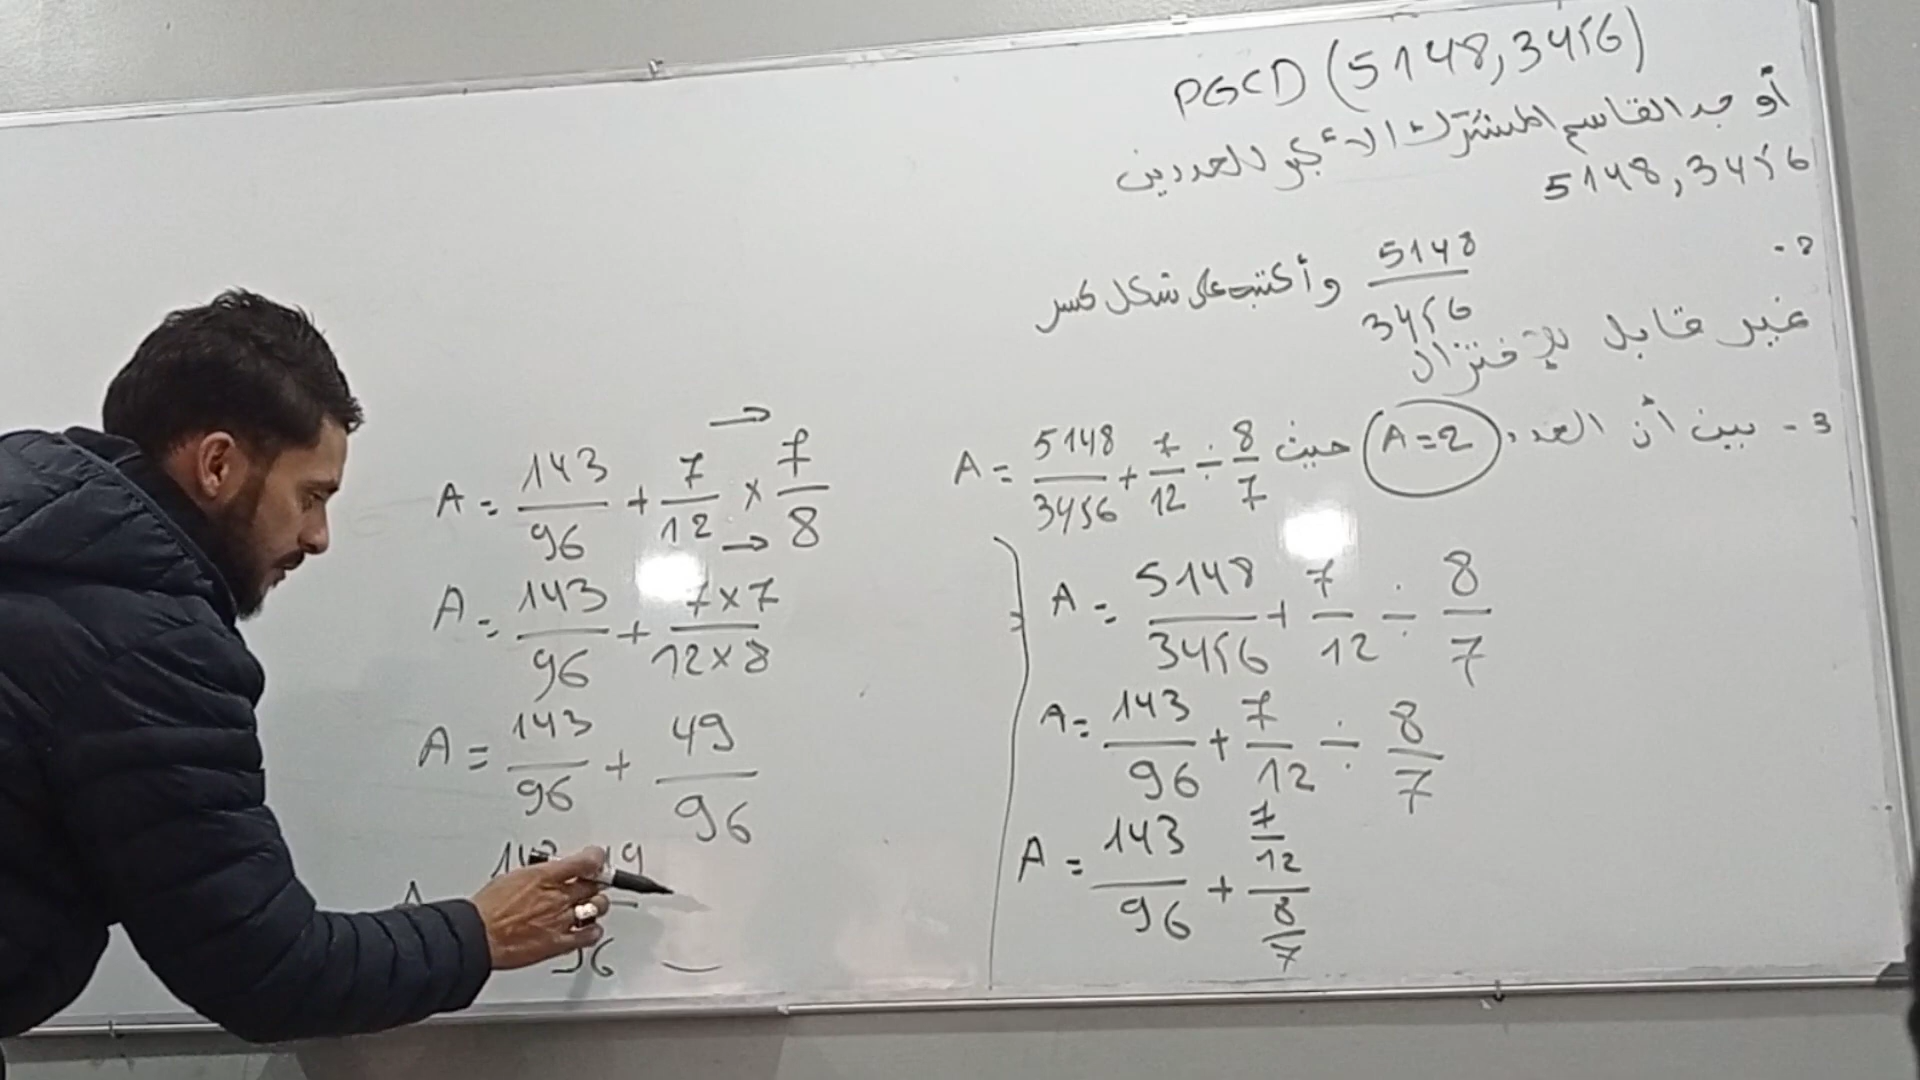 PGCD (5148, 3456)
أوجد القاسم المشترك الأكبر للعددين
5148, 3456
2-
5148/3456 وأكتب على شكل كسر
غير قابل للإختزال
3- بين أن العدد A=2 حيث A = 5148/3456 + 7/12 ÷ 8/7
A = 5148/3456 + 7/12 ÷ 8/7
A = 143/96 + 7/12 ÷ 8/7
A = 143/96 + 7/12 / 8/7
A = 143/96 + 7/12 × 7/8
A = 143/96 + 7×7/12×8
A = 143/96 + 49/96